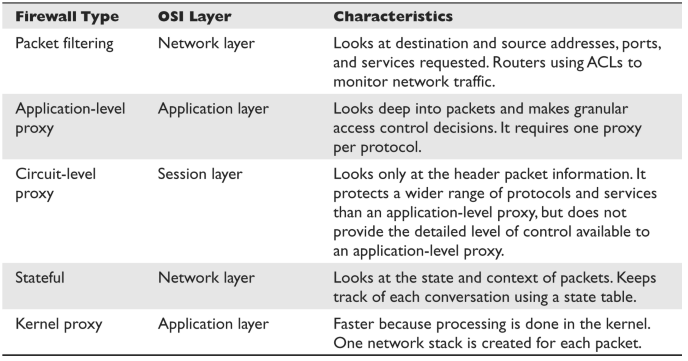 Firewall Type OSI Layer Characteristics
Packet filtering Network layer Looks at destination and source addresses, ports,
and services requested. Routers using ACLs to
monitor network traffic.
Application-level Application layer Looks deep into packets and makes granular
proxy access control decisions. It requires one proxy
per protocol.
Circuit-level Session layer Looks only at the header packet information. It
proxy protects a wider range of protocols and services
than an application-level proxy, but does not
provide the detailed level of control available to
an application-level proxy.
Stateful Network layer Looks at the state and context of packets. Keeps
track of each conversation using a state table.
Kernel proxy Application layer Faster because processing is done in the kernel.
One network stack is created for each packet.